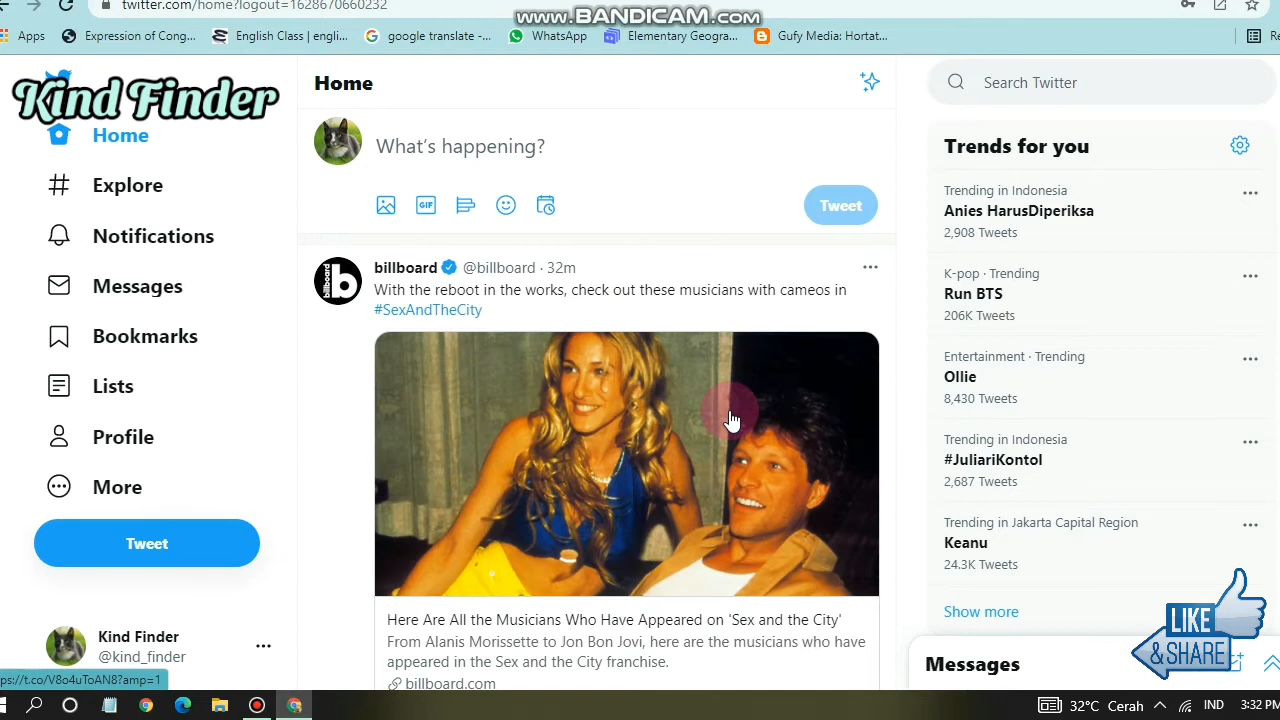 twitter.com/home?logout=1628670660232
www.BANDICAM.com
Apps
Expression of Cong...
English Class | engli...
google translate -...
WhatsApp
Elementary Geogra...
Gufy Media: Hortat...
Kind Finder
Home
Explore
Notifications
Messages
Bookmarks
Lists
Profile
More
Tweet
Kind Finder
@kind_finder
ps://t.co/V8o4uToAN8?amp=1
Home
What's happening?
GIF
Tweet
billboard @billboard · 32m
With the reboot in the works, check out these musicians with cameos in
#SexAndTheCity
Here Are All the Musicians Who Have Appeared on 'Sex and the City'
From Alanis Morissette to Jon Bon Jovi, here are the musicians who have
appeared in the Sex and the City franchise.
billboard.com
Search Twitter
Trends for you
Trending in Indonesia
Anies HarusDiperiksa
2,908 Tweets
K-pop · Trending
Run BTS
206K Tweets
Entertainment · Trending
Ollie
8,430 Tweets
Trending in Indonesia
#JuliariKontol
2,687 Tweets
Trending in Jakarta Capital Region
Keanu
24.3K Tweets
Show more
LIKE
& SHARE
Messages
32°C Cerah
IND
3:32 PM